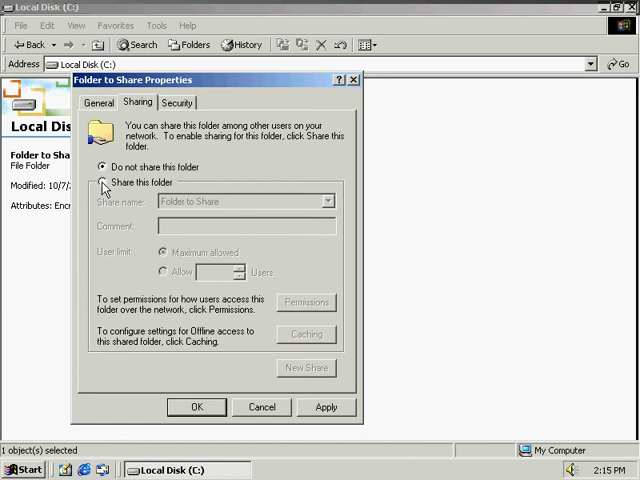 Local Disk (C:)
File Edit View Favorites Tools Help
Back Search Folders History
Address Local Disk (C:) Go
Folder to Share Properties
General Sharing Security
You can share this folder among other users on your
network. To enable sharing for this folder, click Share this
folder.
Do not share this folder
Share this folder
Share name: Folder to Share
Comment:
User limit: Maximum allowed
Allow Users
To set permissions for how users access this
folder over the network, click Permissions.
Permissions
To configure settings for Offline access to
this shared folder, click Caching.
Caching
New Share
OK Cancel Apply
Local Dis
Folder to Sha
File Folder
Modified: 10/7/
Attributes: Encr
1 object(s) selected My Computer
Start Local Disk (C:) 2:15 PM